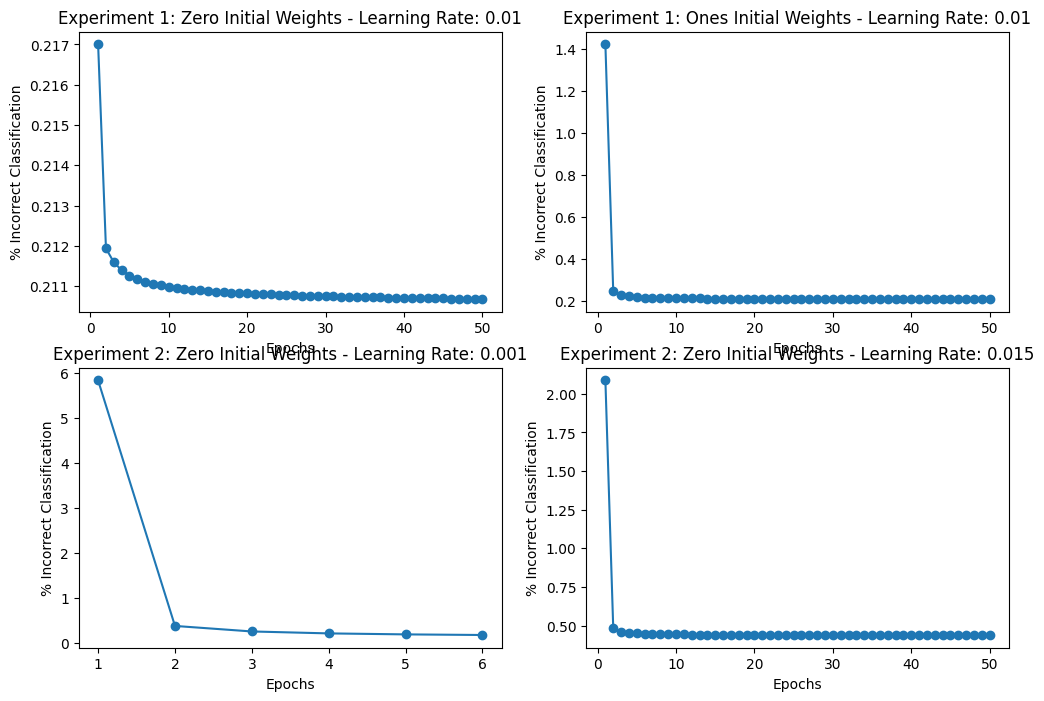 Experiment 1: Zero Initial Weights - Learning Rate: 0.01
% Incorrect Classification
0.217
0.216
0.215
0.214
0.213
0.212
0.211
0 10 20 30 40 50
Epochs
Experiment 1: Ones Initial Weights - Learning Rate: 0.01
% Incorrect Classification
1.4
1.2
1.0
0.8
0.6
0.4
0.2
0 10 20 30 40 50
Epochs
Experiment 2: Zero Initial Weights - Learning Rate: 0.001
% Incorrect Classification
6
5
4
3
2
1
0
1 2 3 4 5 6
Epochs
Experiment 2: Zero Initial Weights - Learning Rate: 0.015
% Incorrect Classification
2.00
1.75
1.50
1.25
1.00
0.75
0.50
0 10 20 30 40 50
Epochs